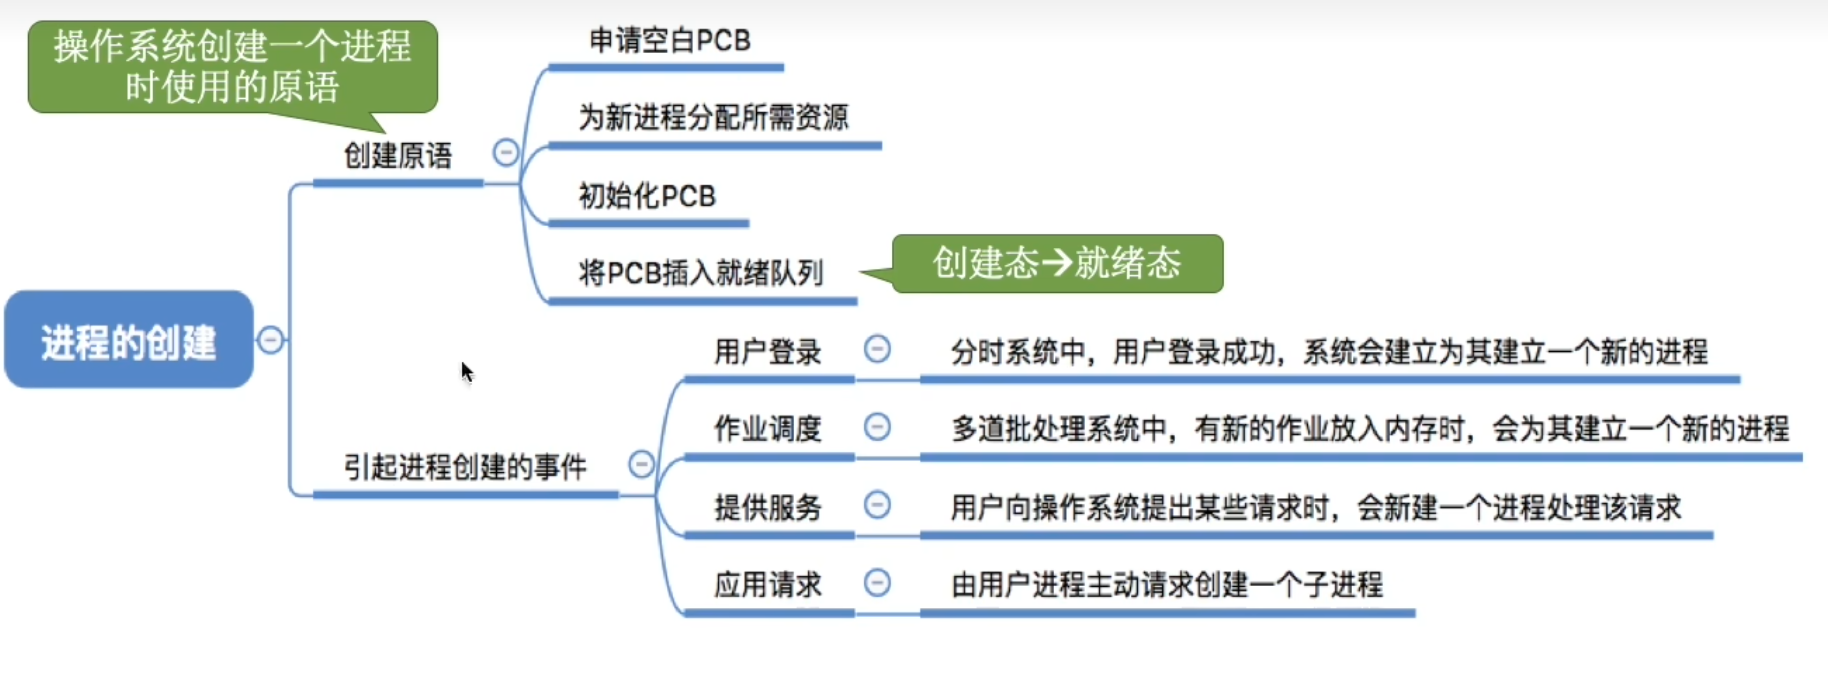 操作系统创建一个进程
时使用的原语
申请空白PCB
为新进程分配所需资源
创建原语
初始化PCB
将PCB插入就绪队列
创建态→就绪态
进程的创建
用户登录
分时系统中，用户登录成功，系统会建立为其建立一个新的进程
作业调度
多道批处理系统中，有新的作业放入内存时，会为其建立一个新的进程
引起进程创建的事件
提供服务
用户向操作系统提出某些请求时，会新建一个进程处理该请求
应用请求
由用户进程主动请求创建一个子进程